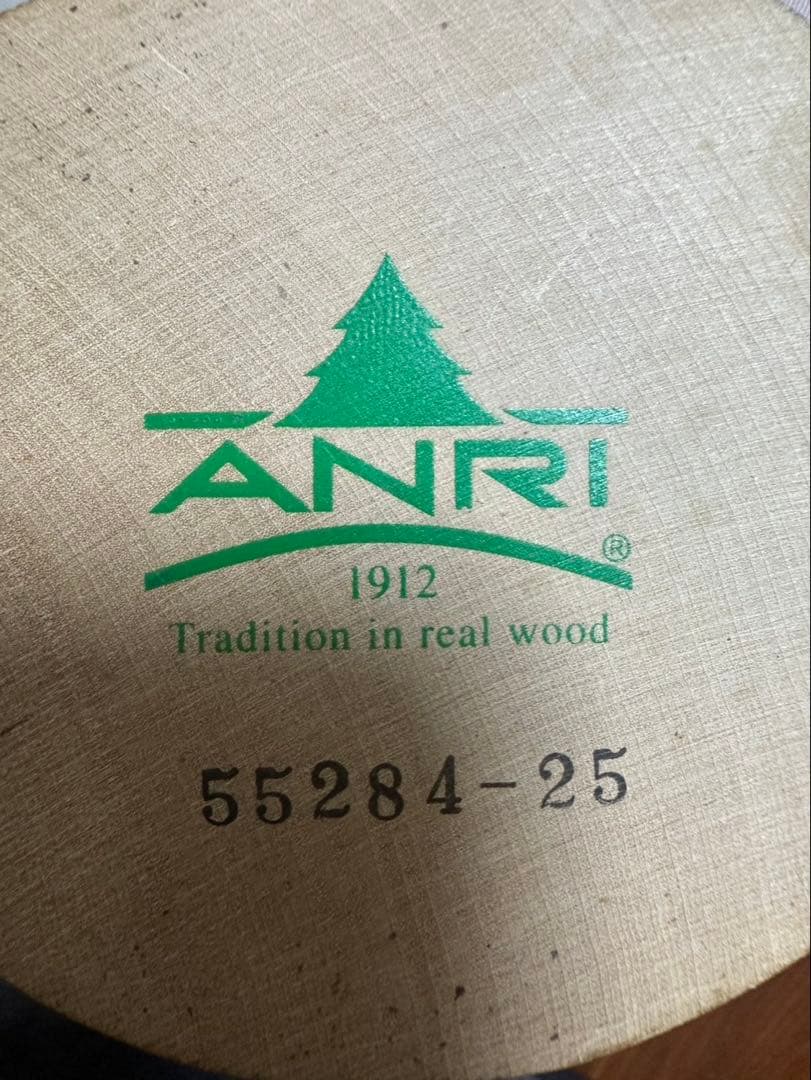 ANRI
®
1912
Tradition in real wood
55284-25